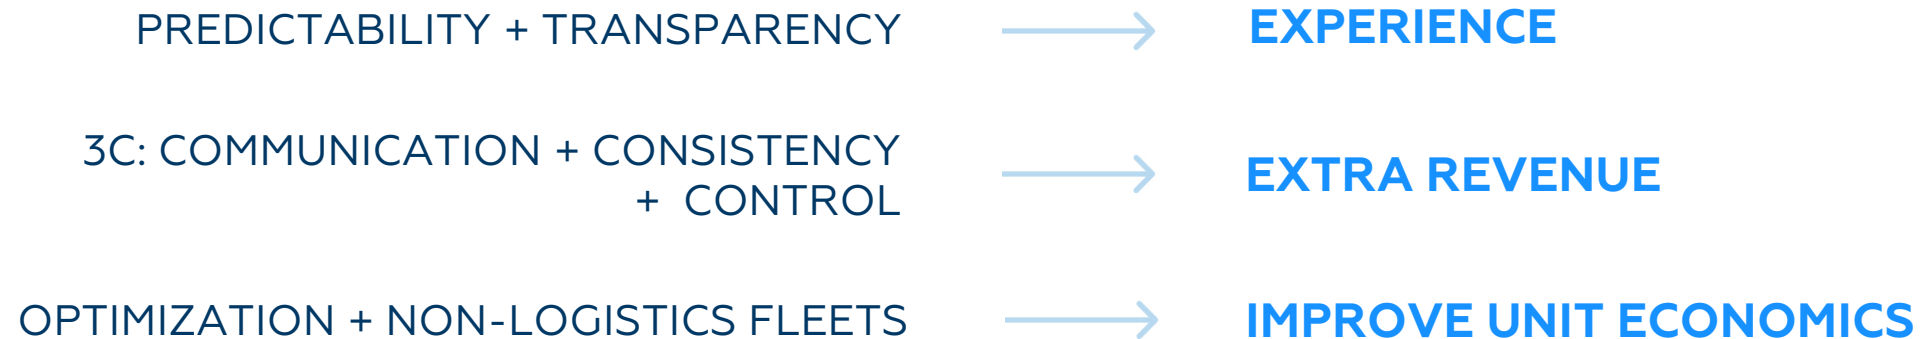 PREDICTABILITY + TRANSPARENCY
EXPERIENCE
3C: COMMUNICATION + CONSISTENCY
+ CONTROL
EXTRA REVENUE
OPTIMIZATION + NON-LOGISTICS FLEETS
IMPROVE UNIT ECONOMICS